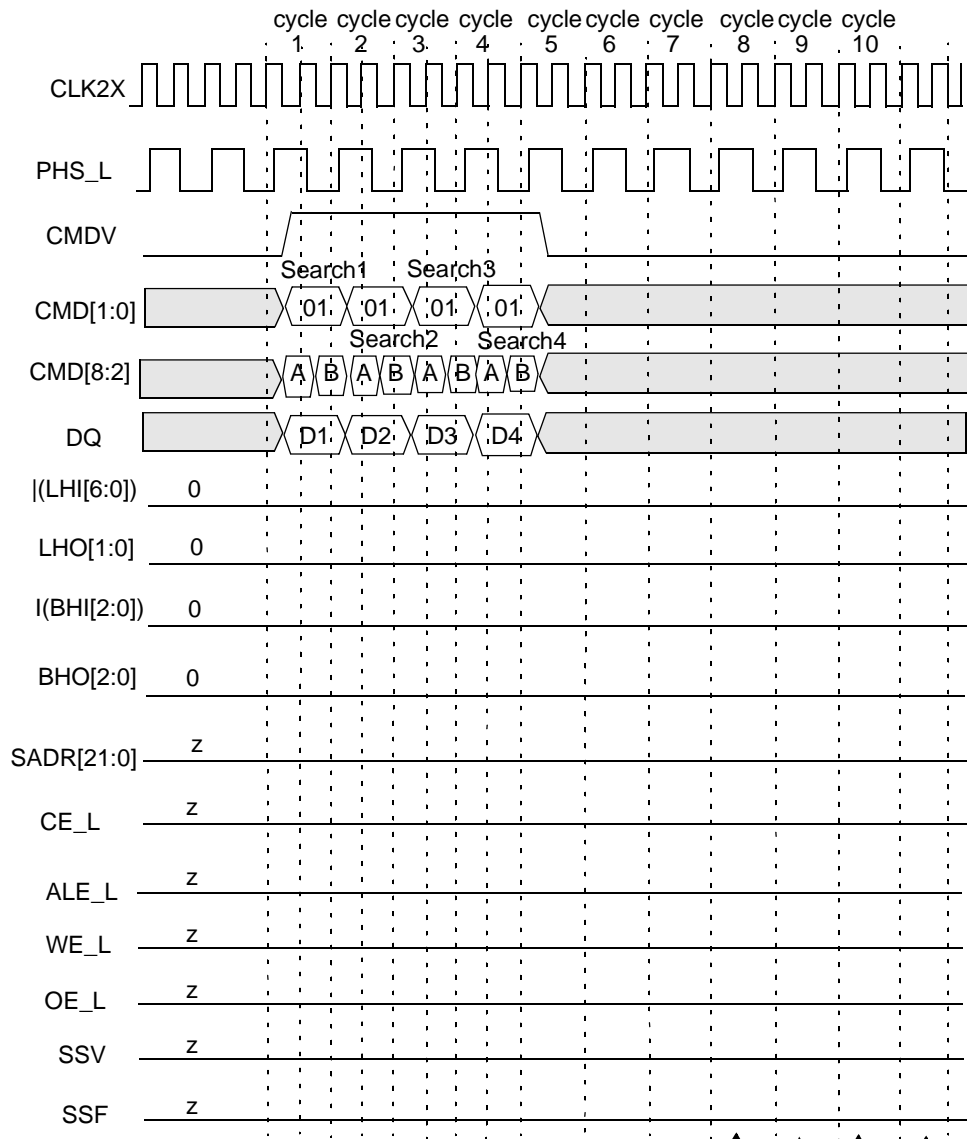 cycle cycle cycle cycle cycle cycle cycle cycle cycle cycle
1 2 3 4 5 6 7 8 9 10
CLK2X
PHS_L
CMDV
Search1 Search3
CMD[1:0] 01 01 01 01
Search2 Search4
CMD[8:2] A B A B A B A B
DQ D1 D2 D3 D4
|(LHI[6:0]) 0
LHO[1:0] 0
I(BHI[2:0]) 0
BHO[2:0] 0
SADR[21:0] z
CE_L z
ALE_L z
WE_L z
OE_L z
SSV z
SSF z